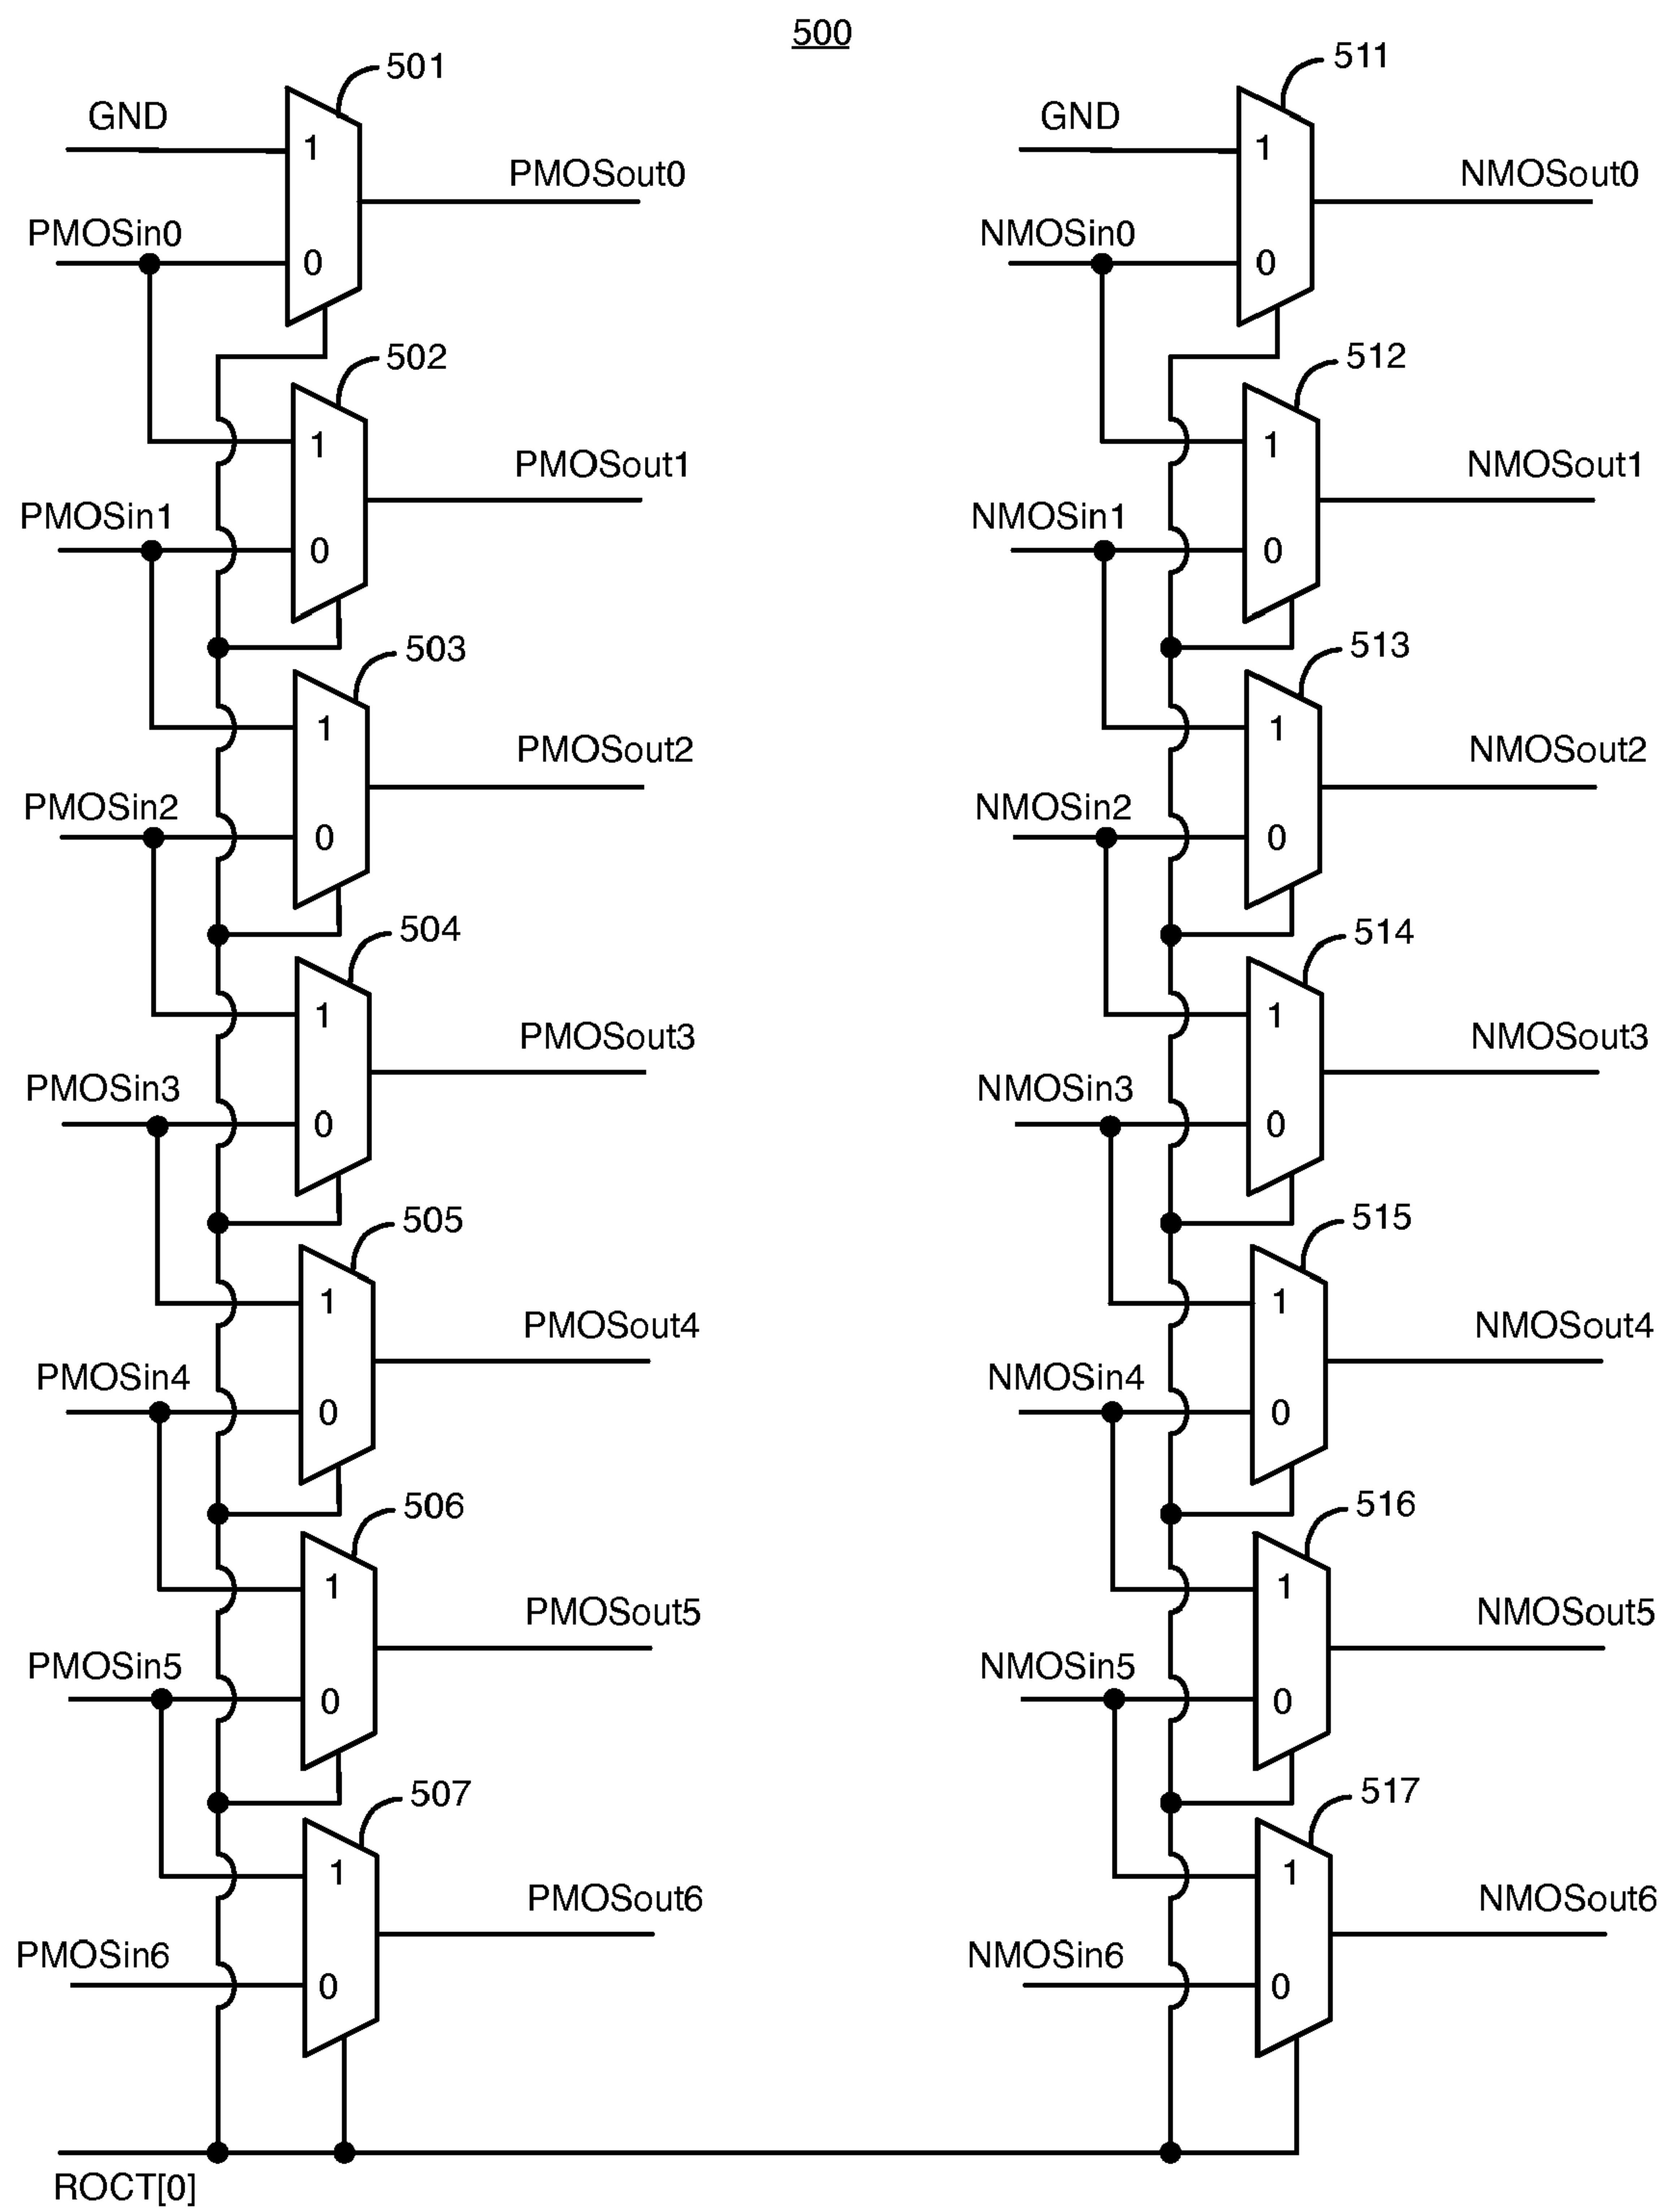 500
501
GND
1
PMOSout0
PMOSin0
0
502
1
PMOSout1
PMOSin1
0
503
1
PMOSout2
PMOSin2
0
504
1
PMOSout3
PMOSin3
0
505
1
PMOSout4
PMOSin4
0
506
1
PMOSout5
PMOSin5
0
507
1
PMOSout6
PMOSin6
0
ROCT[0]
511
GND
1
NMOSout0
NMOSin0
0
512
1
NMOSout1
NMOSin1
0
513
1
NMOSout2
NMOSin2
0
514
1
NMOSout3
NMOSin3
0
515
1
NMOSout4
NMOSin4
0
516
1
NMOSout5
NMOSin5
0
517
1
NMOSout6
NMOSin6
0